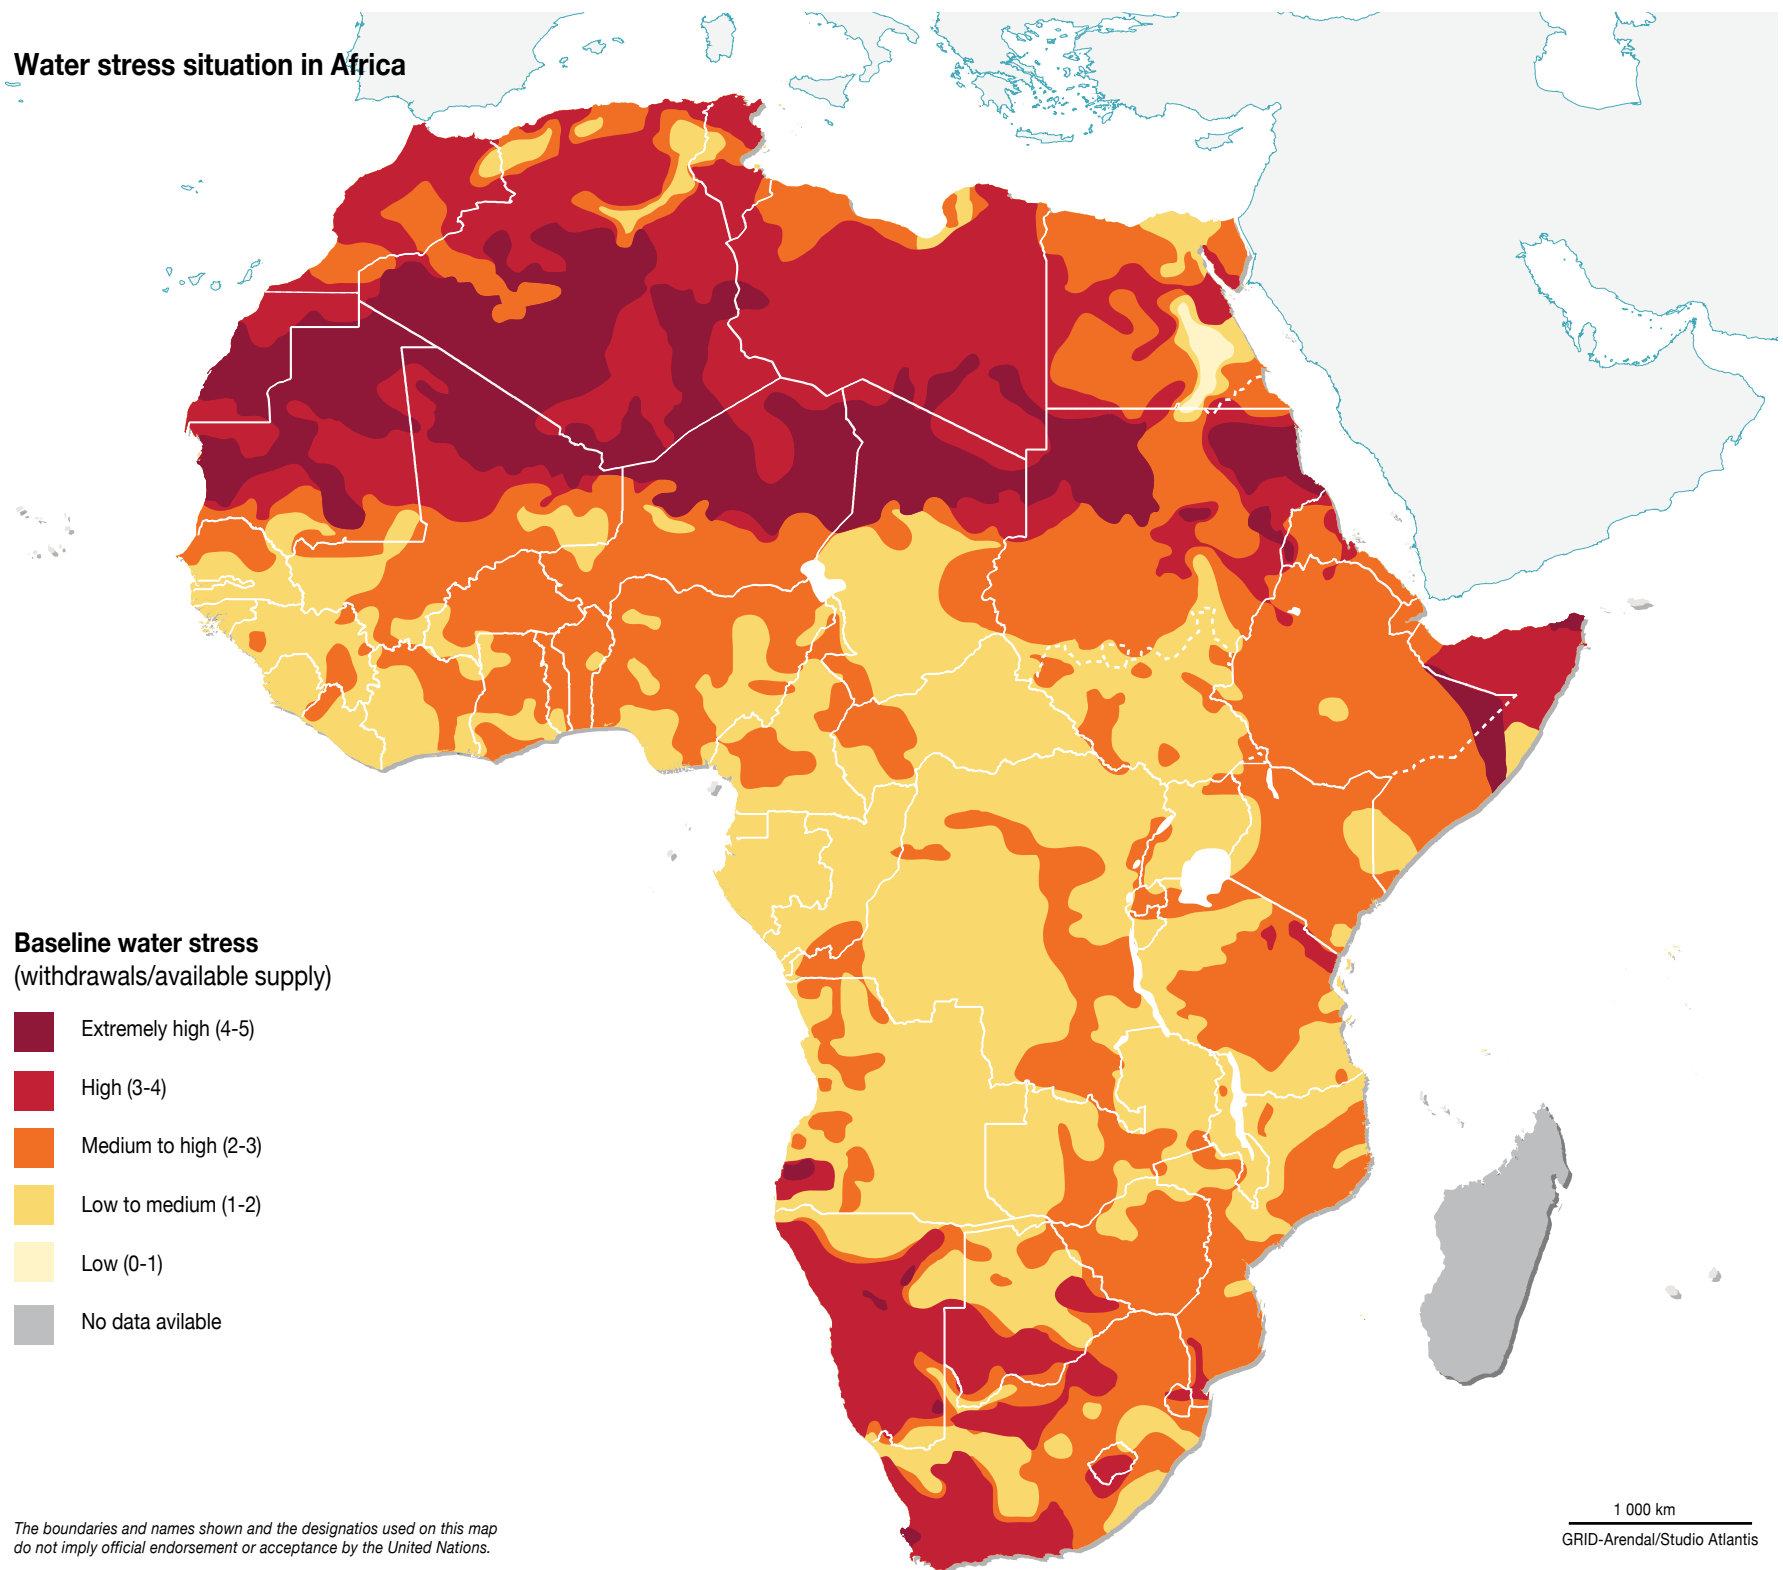 Water stress situation in Africa
Baseline water stress
(withdrawals/available supply)
Extremely high (4-5)
High (3-4)
Medium to high (2-3)
Low to medium (1-2)
Low (0-1)
No data avilable
The boundaries and names shown and the designatios used on this map
do not imply official endorsement or acceptance by the United Nations.
1 000 km
GRID-Arendal/Studio Atlantis